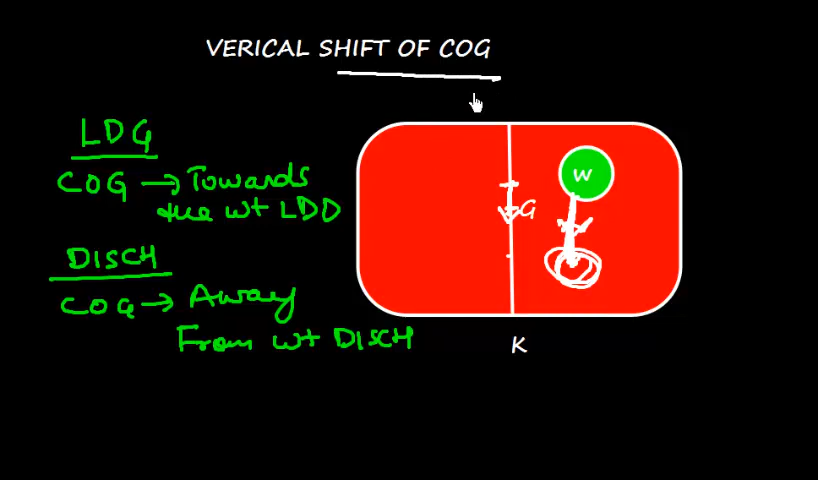 VERICAL SHIFT OF COG
LDG
COG → Towards
the wt LDD
DISCH
COG → Away
From wt DISCH
W
G
K